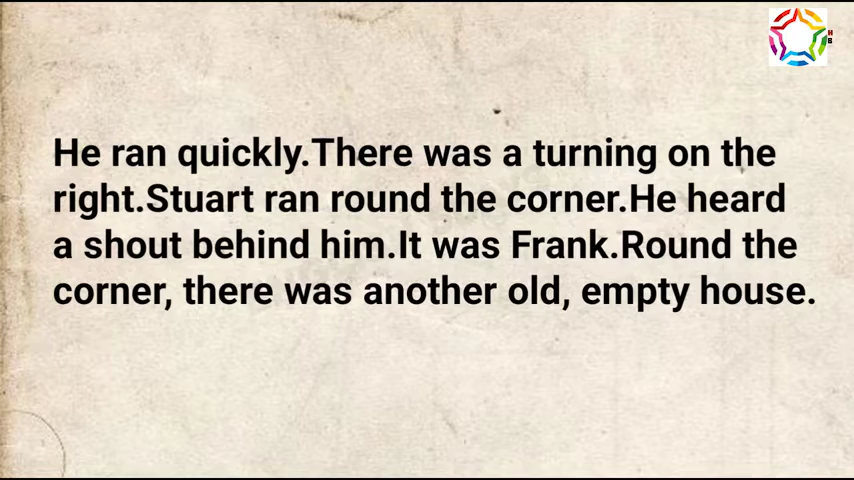 He ran quickly.There was a turning on the
right.Stuart ran round the corner.He heard
a shout behind him.It was Frank.Round the
corner, there was another old, empty house.
H
B